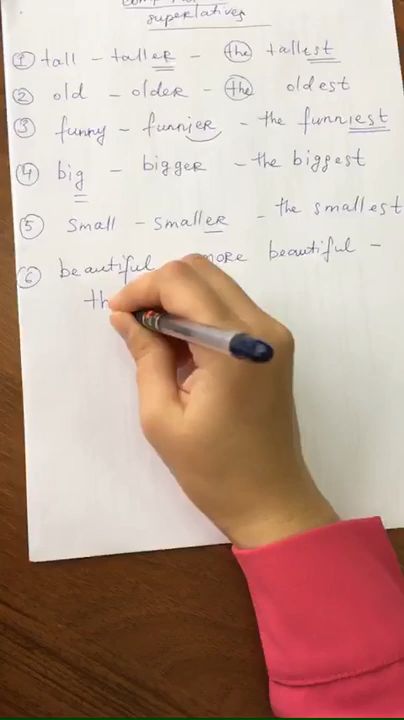 superlatives
① tall - taller - the tallest
② old - older - the oldest
③ funny - funnier - the funniest
④ big - bigger - the biggest
⑤ small - smaller - the smallest
⑥ beautiful more beautiful -
th